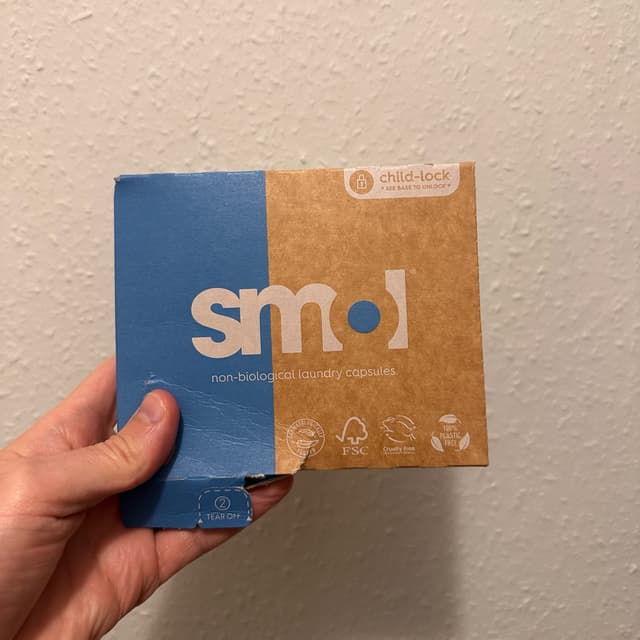 child-lock
• SEE BASE TO UNLOCK •
smol
non-biological laundry capsules
FSC
Cruelty Free
100%
PLASTIC
FREE
2
TEAR OFF